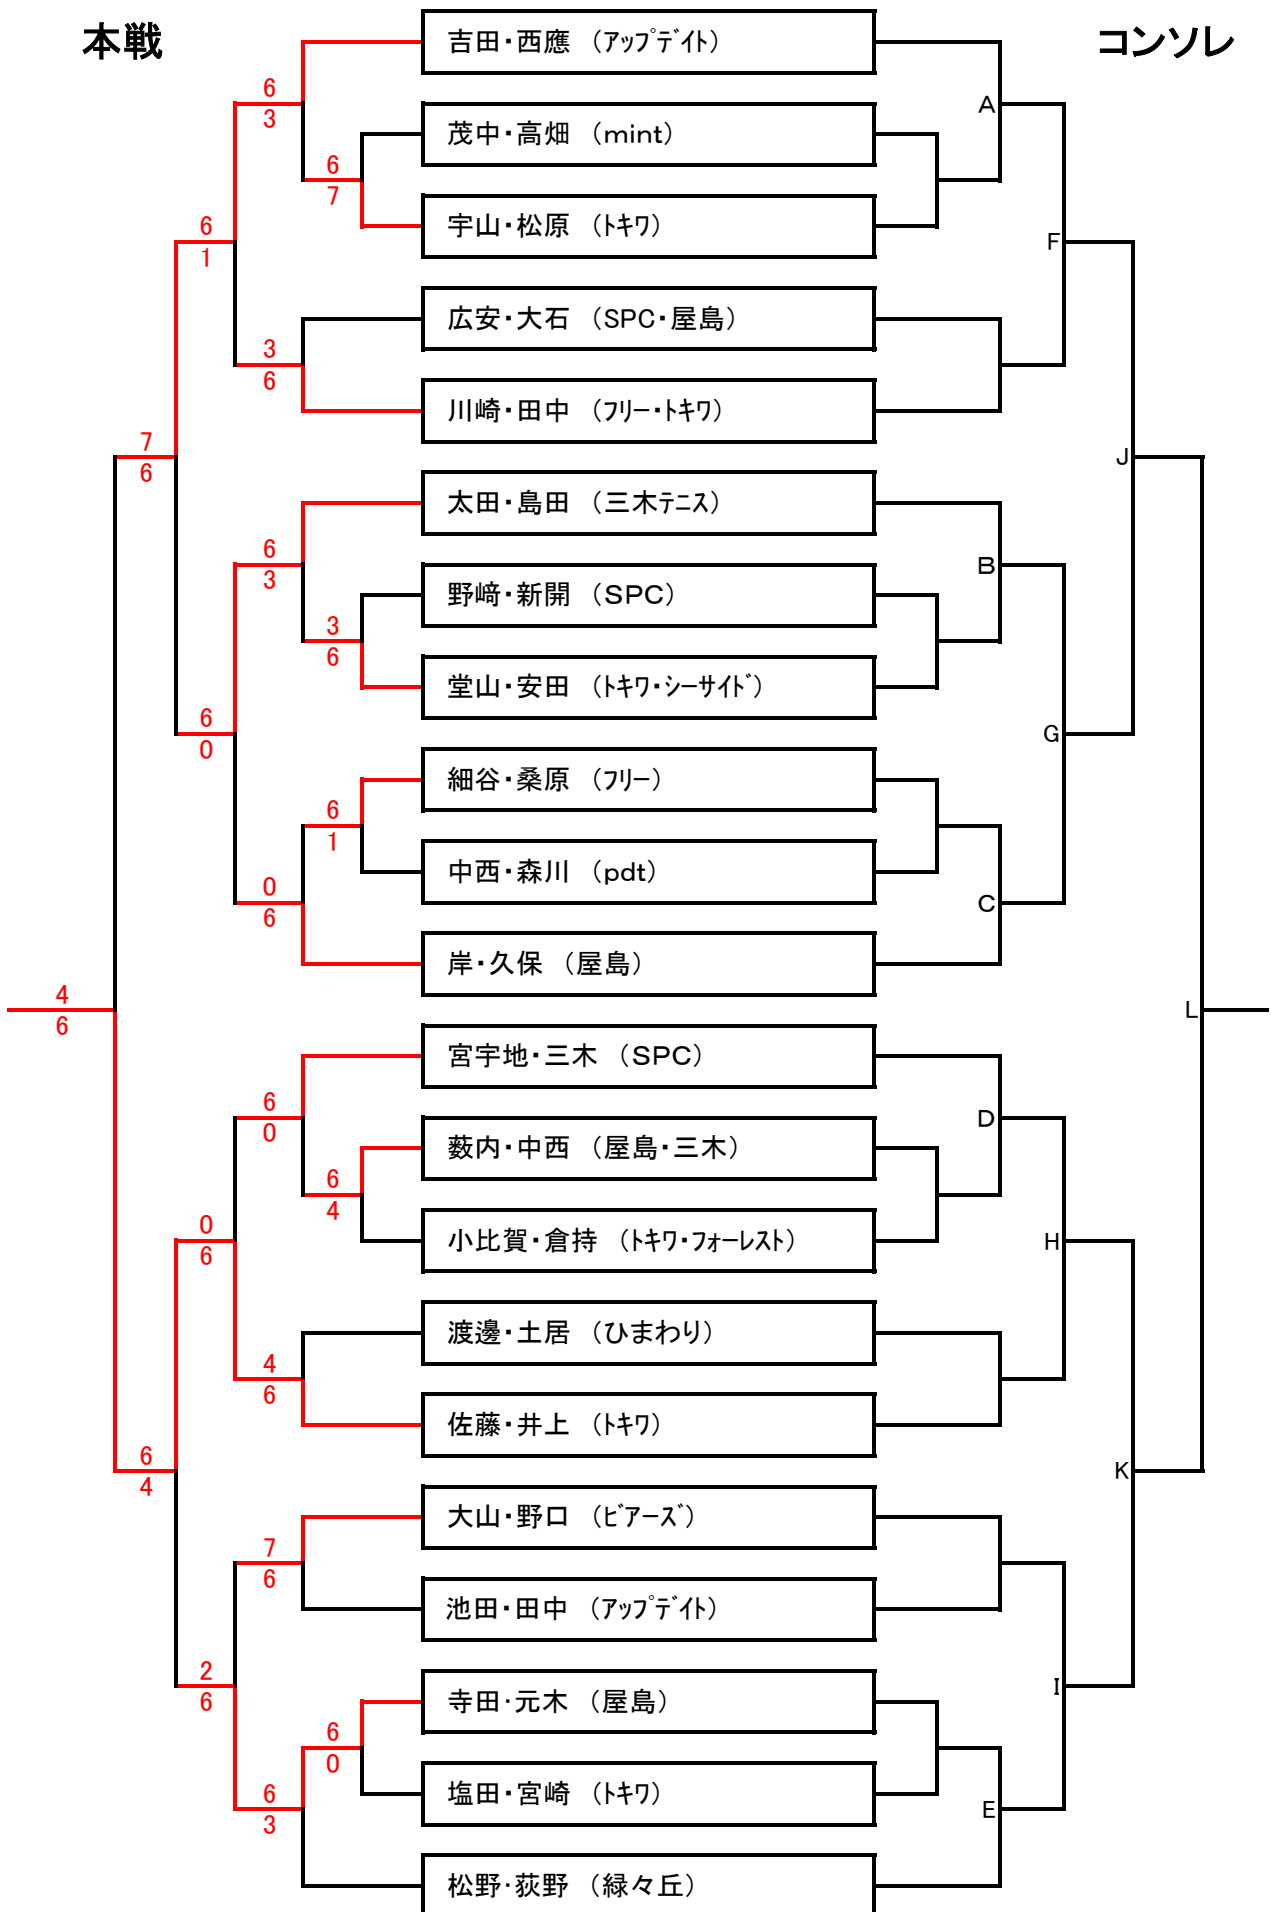 本戦
コンソレ
吉田・西應 （ｱｯﾌﾟﾃﾞｲﾄ）
6
3
A
茂中・高畑 （mint）
6
7
宇山・松原 （ﾄｷﾜ）
6
1
F
広安・大石 （SPC・屋島）
3
6
川崎・田中 （ﾌﾘｰ・ﾄｷﾜ）
7
6
J
太田・島田 （三木ﾃﾆｽ）
6
3
B
野﨑・新開 （SPC）
3
6
堂山・安田 （ﾄｷﾜ・ｼｰｻｲﾄﾞ）
6
0
G
細谷・桑原 （ﾌﾘｰ）
6
1
中西・森川 （pdt）
0
6
C
岸・久保 （屋島）
4
6
L
宮宇地・三木 （SPC）
6
0
D
薮内・中西 （屋島・三木）
6
4
小比賀・倉持 （ﾄｷﾜ・ﾌｫｰﾚｽﾄ）
0
6
H
渡邊・土居 （ひまわり）
4
6
佐藤・井上 （ﾄｷﾜ）
6
4
K
大山・野口 （ﾋﾞｱｰｽﾞ）
7
6
池田・田中 （ｱｯﾌﾟﾃﾞｲﾄ）
2
6
I
寺田・元木 （屋島）
6
0
塩田・宮崎 （ﾄｷﾜ）
6
3
E
松野・荻野 （緑々丘）